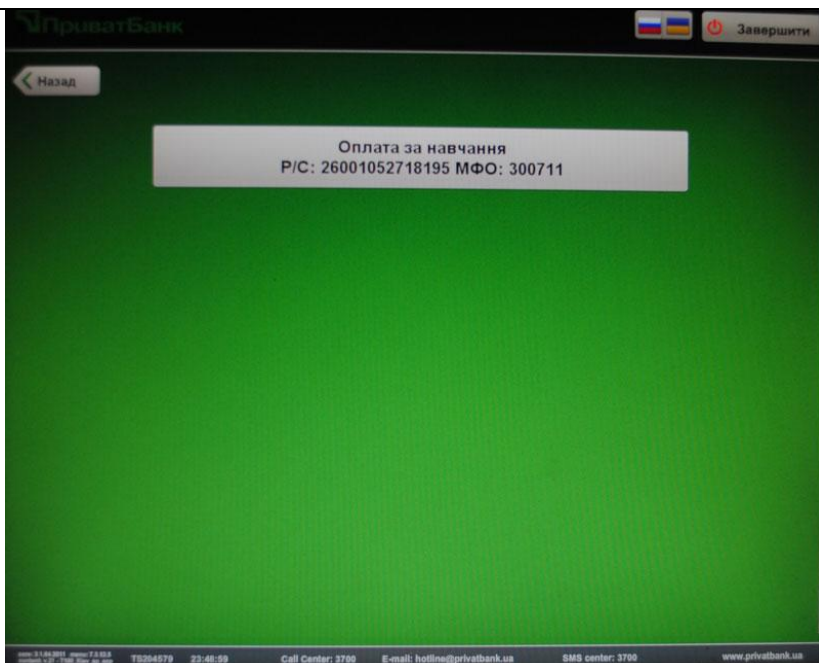 ПриватБанк
Завершити
Назад
Оплата за навчання
Р/С: 26001052718195 МФО: 300711
TS204579 23:48:59 Call Center: 3700 E-mail: hotline@privatbank.ua SMS center: 3700 www.privatbank.ua